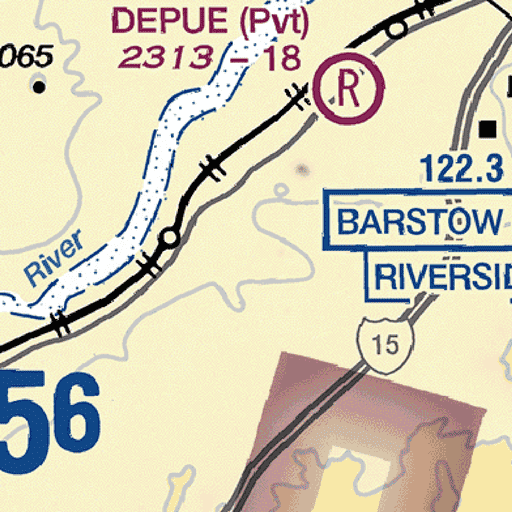 DEPUE (Pvt)
2313 – 18
065
R
122.3
BARSTOW
RIVERSID
River
15
56